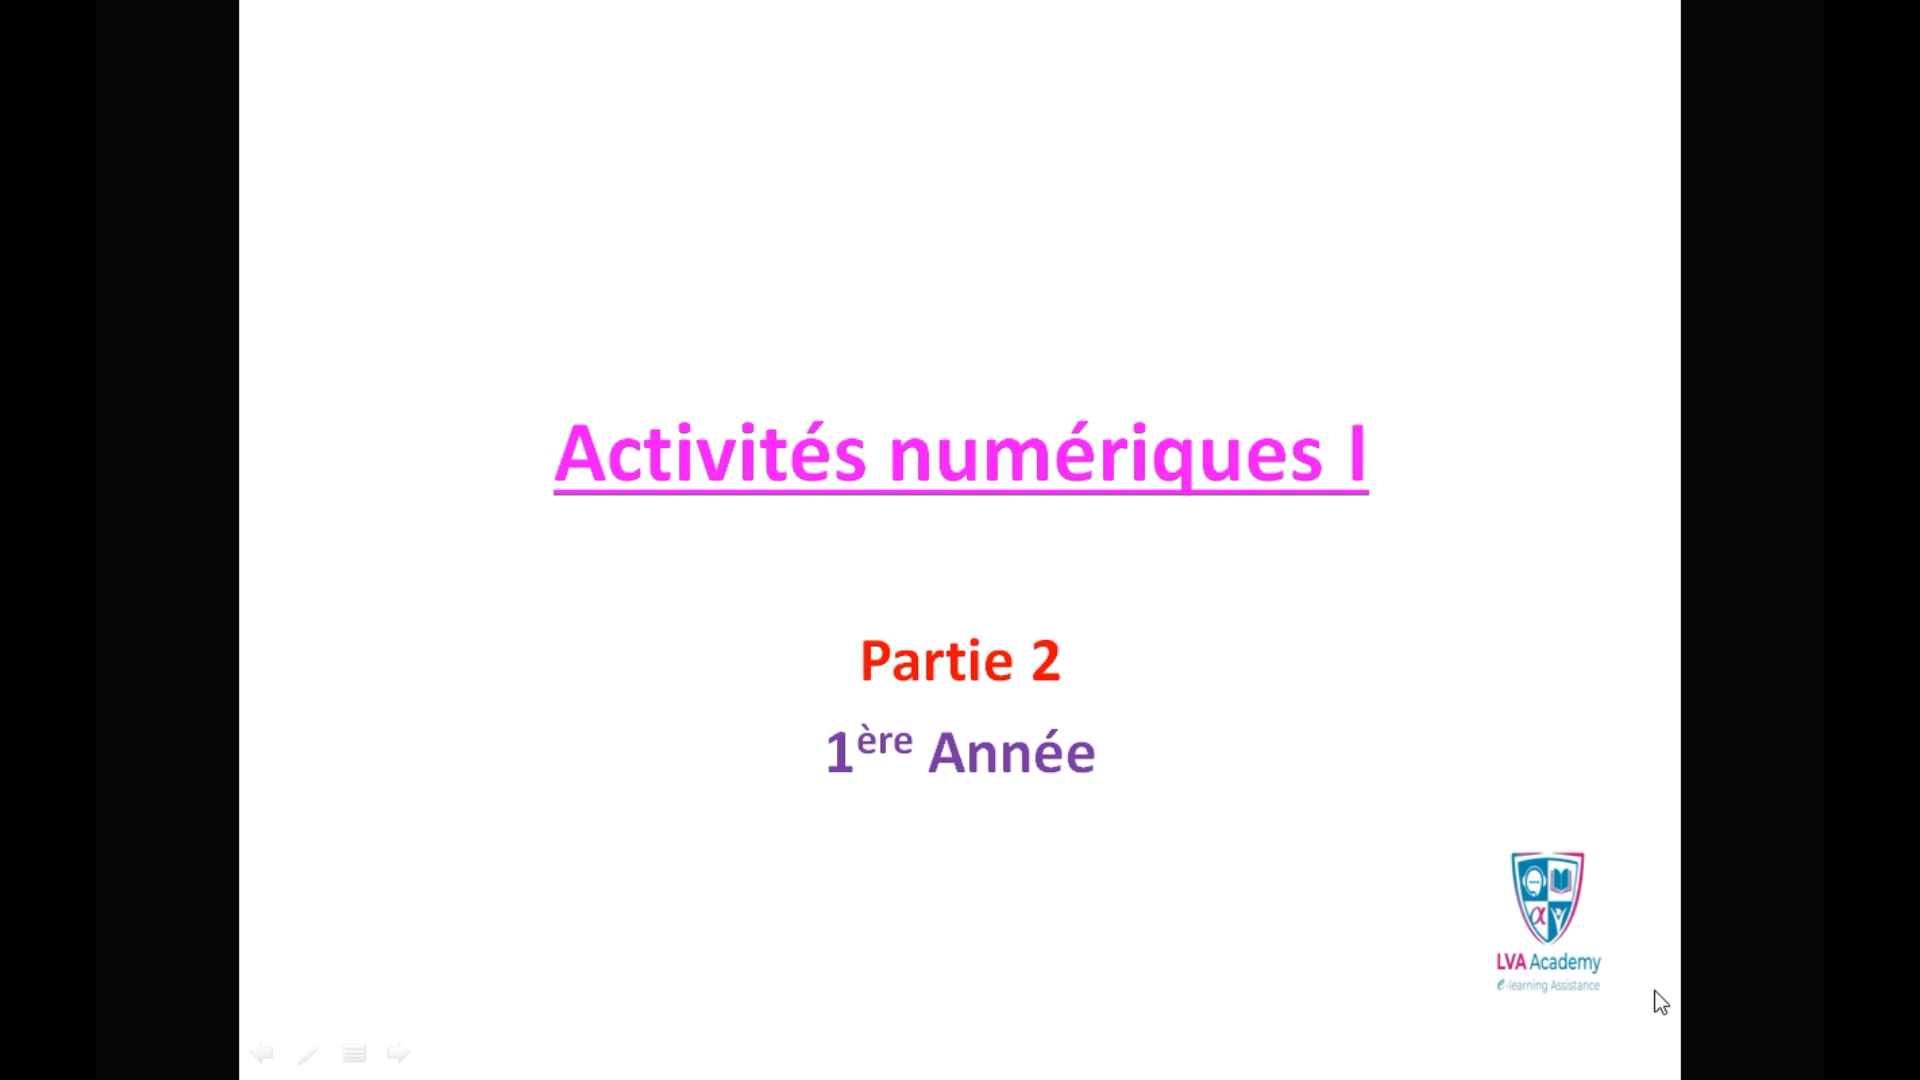 Activités numériques I
Partie 2
1ère Année
LVA Academy
e-learning Assistance